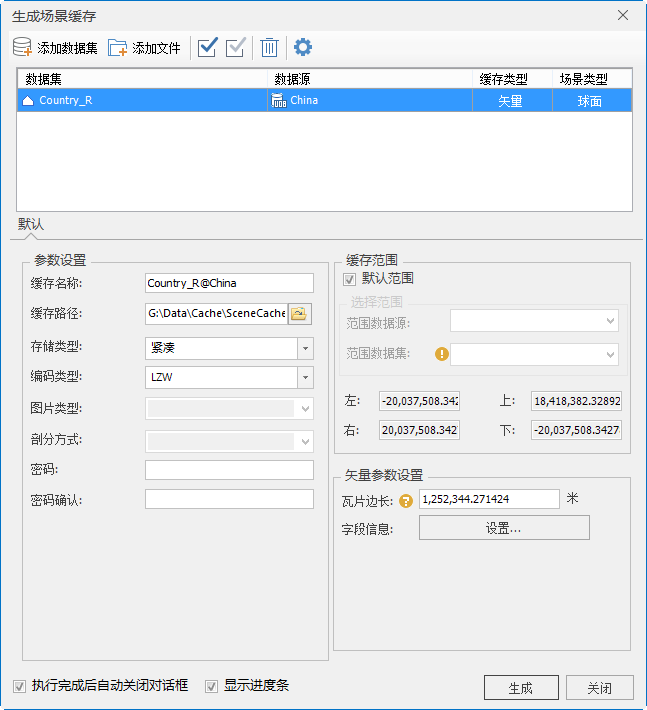 生成场景缓存
添加数据集 添加文件
数据集 数据源 缓存类型 场景类型
Country_R China 矢量 球面
默认
参数设置
缓存名称: Country_R@China
缓存路径: G:\Data\Cache\SceneCache
存储类型: 紧凑
编码类型: LZW
图片类型:
剖分方式:
密码:
密码确认:
缓存范围
默认范围
选择范围
范围数据源:
范围数据集:
左: -20,037,508.342 上: 18,418,382.32892
右: 20,037,508.342 下: -20,037,508.3427
矢量参数设置
瓦片边长: 1,252,344.271424 米
字段信息: 设置...
执行完成后自动关闭对话框 显示进度条 生成 关闭